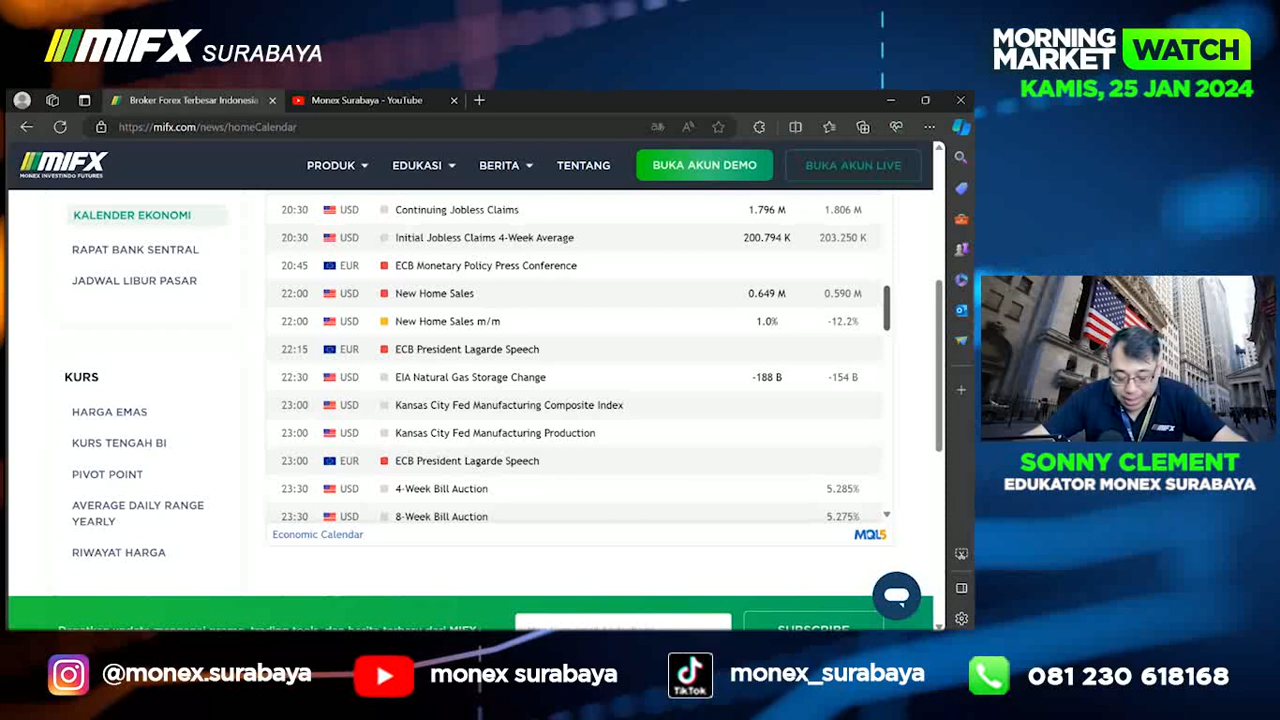 MIFX SURABAYA
MORNING
MARKET
WATCH
KAMIS, 25 JAN 2024
Broker Forex Terbesar Indonesia
Monex Surabaya - YouTube
https://mifx.com/news/homeCalendar
MIFX
MONEX INVESTINDO FUTURES
PRODUK
EDUKASI
BERITA
TENTANG
BUKA AKUN DEMO
BUKA AKUN LIVE
KALENDER EKONOMI
RAPAT BANK SENTRAL
JADWAL LIBUR PASAR
KURS
HARGA EMAS
KURS TENGAH BI
PIVOT POINT
AVERAGE DAILY RANGE
YEARLY
RIWAYAT HARGA
20:30 USD Continuing Jobless Claims 1.796 M 1.806 M
20:30 USD Initial Jobless Claims 4-Week Average 200.794 K 203.250 K
20:45 EUR ECB Monetary Policy Press Conference
22:00 USD New Home Sales 0.649 M 0.590 M
22:00 USD New Home Sales m/m 1.0% -12.2%
22:15 EUR ECB President Lagarde Speech
22:30 USD EIA Natural Gas Storage Change -188 B -154 B
23:00 USD Kansas City Fed Manufacturing Composite Index
23:00 USD Kansas City Fed Manufacturing Production
23:00 EUR ECB President Lagarde Speech
23:30 USD 4-Week Bill Auction 5.285%
23:30 USD 8-Week Bill Auction 5.275%
Economic Calendar
MQL5
SUBSCRIBE
MIFX
SONNY CLEMENT
EDUKATOR MONEX SURABAYA
@monex.surabaya
monex surabaya
TikTok
monex_surabaya
081 230 618168